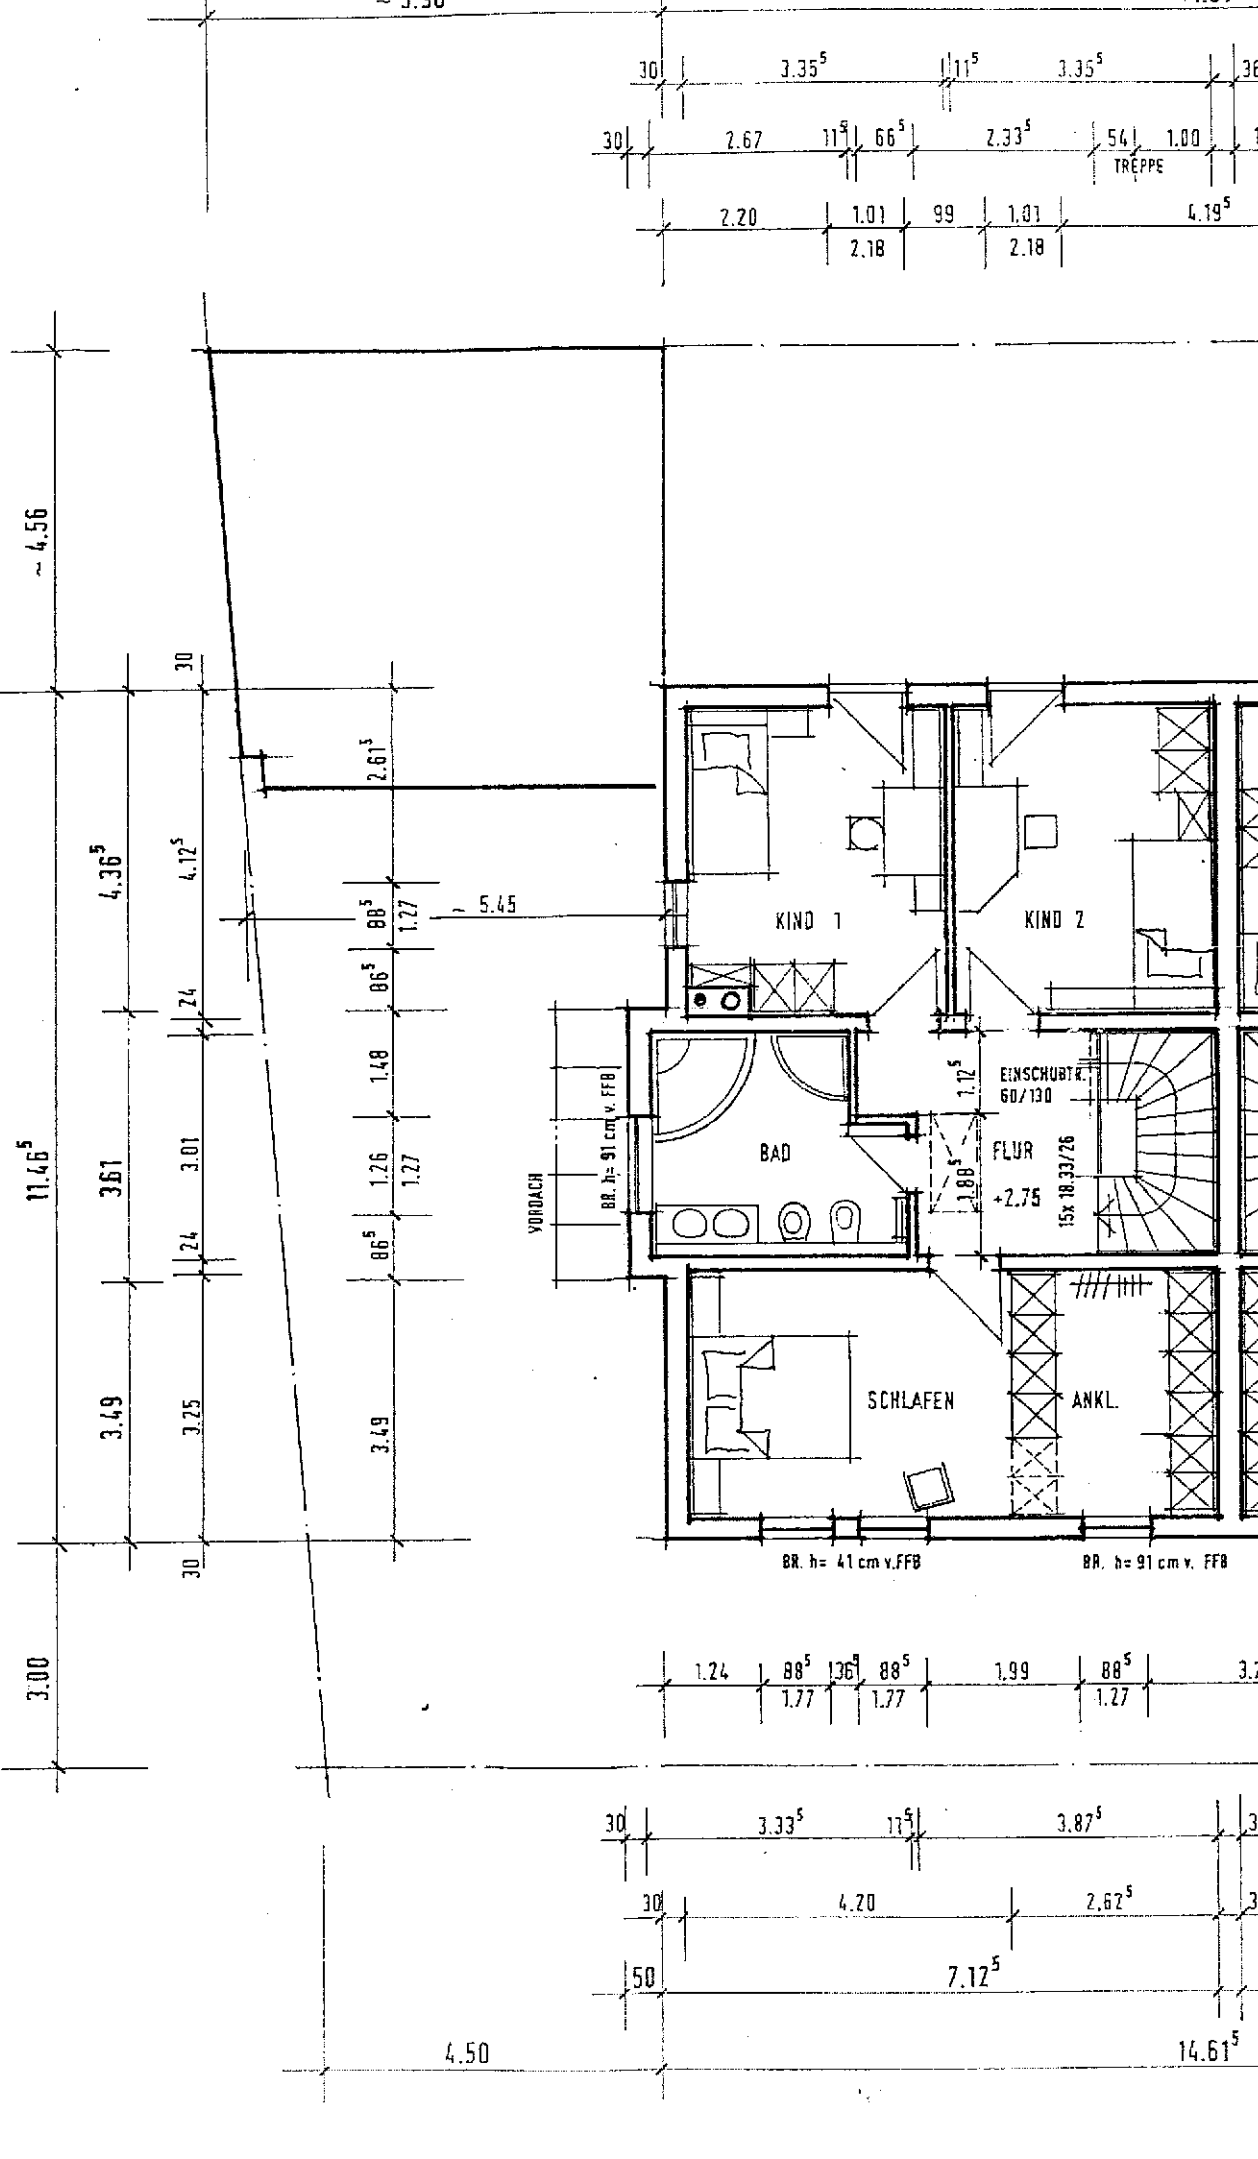 30 3.35⁵ 11⁵ 3.35⁵
30 2.67 11⁵ 66⁵ 2.33⁵ 54 1.00
TREPPE
2.20 1.01 99 1.01 4.19⁵
2.18 2.18
~ 4.56
30
2.61⁵
4.36⁵
4.12⁵
88⁵
1.27
~ 5.45
86⁵
24
KIND 1
KIND 2
11.46⁵
3.61
3.01
24
1.48
1.26
1.27
86⁵
VORDACH
BR. h= 91 cm v. FFB
BAD
1.12⁵
EINSCHUBTR.
60/130
FLUR
1.88⁵
+2.75
15x 18.33/26
3.49
3.25
3.49
30
SCHLAFEN
ANKL.
BR. h= 41 cm v.FFB
BR. h= 91 cm v. FFB
3.00
1.24 88⁵ 36⁵ 88⁵ 1.99 88⁵
1.77 1.77 1.27
30 3.33⁵ 11⁵ 3.87⁵
30 4.20 2.62⁵
50 7.12⁵
4.50 14.61⁵